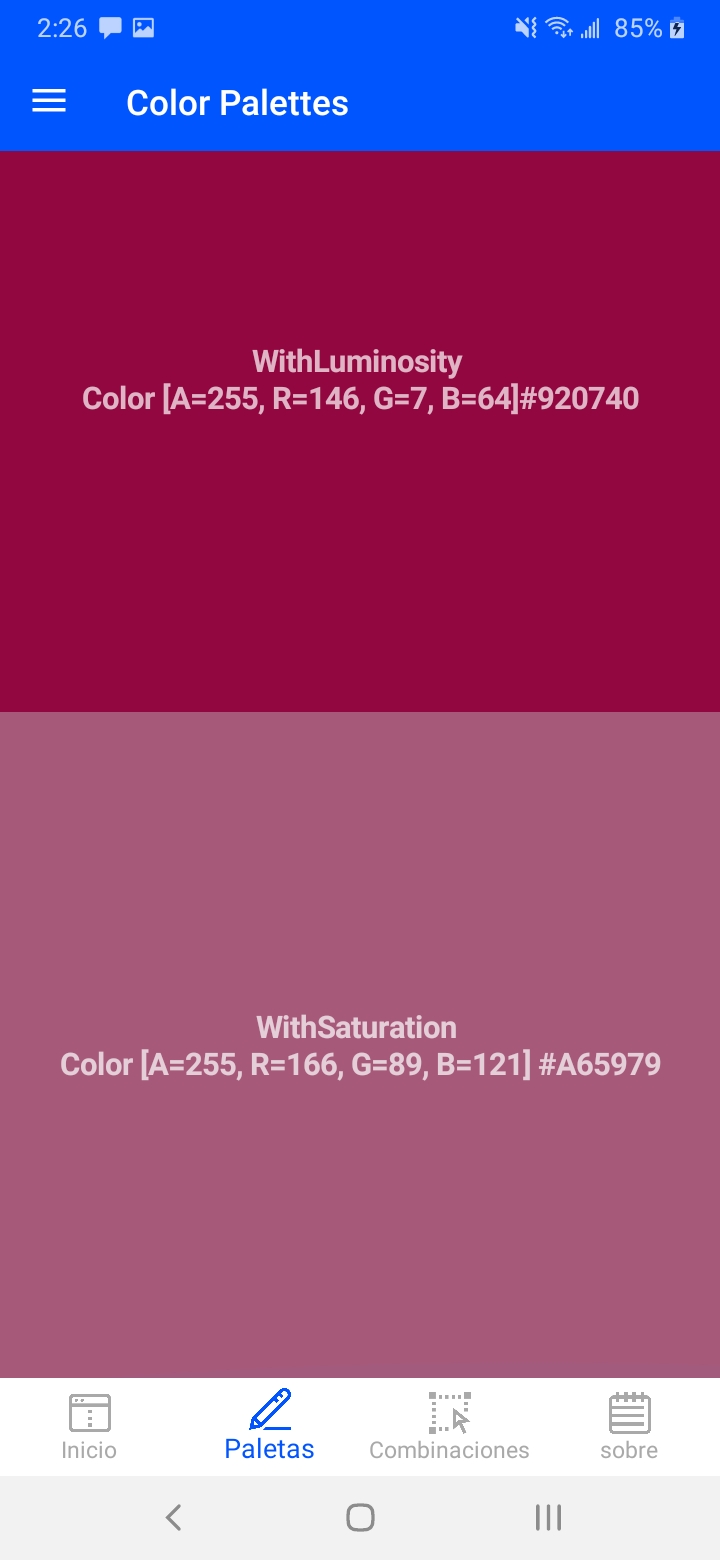 2:26 85%
Color Palettes
WithLuminosity
Color [A=255, R=146, G=7, B=64]#920740
WithSaturation
Color [A=255, R=166, G=89, B=121] #A65979
Inicio Paletas Combinaciones sobre